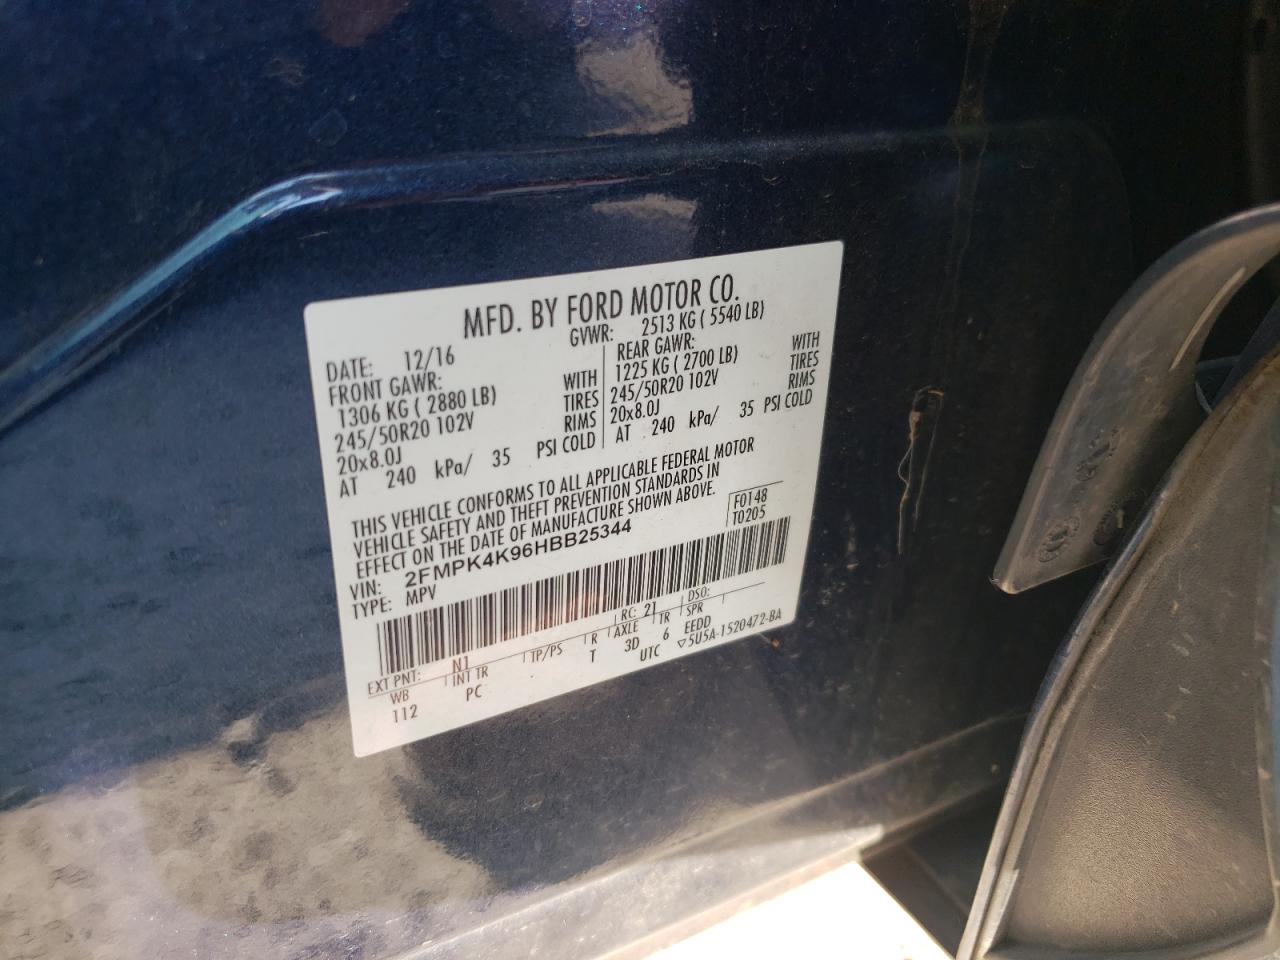 MFD. BY FORD MOTOR CO.
DATE: 12/16 GVWR: 2513 KG ( 5540 LB)
FRONT GAWR: REAR GAWR:
1306 KG ( 2880 LB) WITH 1225 KG ( 2700 LB) WITH
245/50R20 102V TIRES 245/50R20 102V TIRES
20x8.0J RIMS 20x8.0J RIMS
AT 240 kPa/ 35 PSI COLD AT 240 kPa/ 35 PSI COLD
THIS VEHICLE CONFORMS TO ALL APPLICABLE FEDERAL MOTOR
VEHICLE SAFETY AND THEFT PREVENTION STANDARDS IN
EFFECT ON THE DATE OF MANUFACTURE SHOWN ABOVE.
VIN: 2FMPK4K96HBB25344 F0148
TYPE: MPV T0205
EXT PNT: N1 RC: 21 DSO:
WB INT TR TP/PS R AXLE TR SPR
112 PC T 3D 6 EEDD
UTC ▽5U5A-1520472-BA